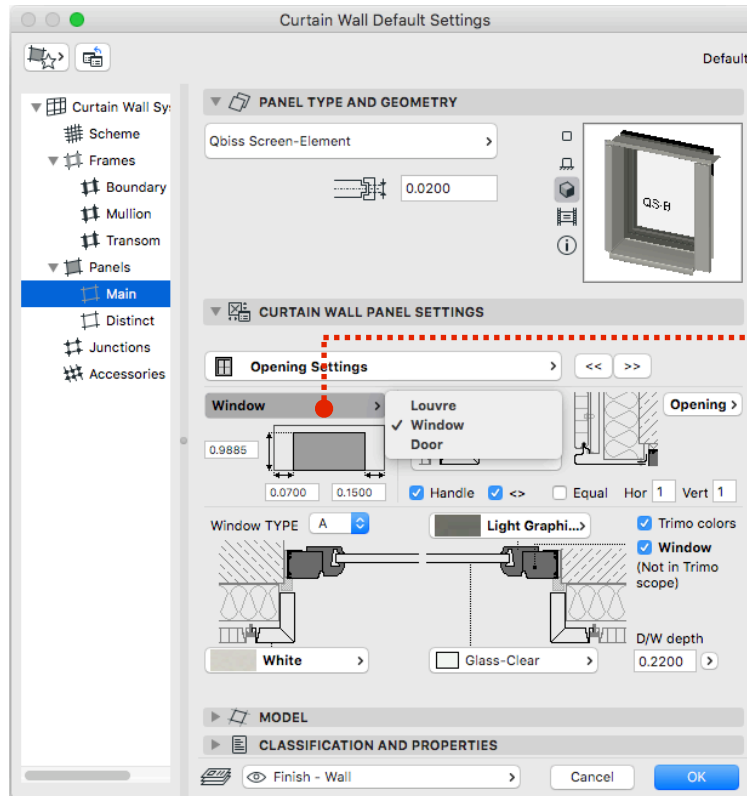 Curtain Wall Default Settings
Default
Curtain Wall Sy:
Scheme
Frames
Boundary
Mullion
Transom
Panels
Main
Distinct
Junctions
Accessories
PANEL TYPE AND GEOMETRY
Qbiss Screen-Element
0.0200
QS-B
CURTAIN WALL PANEL SETTINGS
Opening Settings
<< >>
Window
Louvre
✓ Window
Door
Opening >
0.9885
0.0700 0.1500
Handle <> Equal Hor 1 Vert 1
Window TYPE A
Light Graphi...>
Trimo colors
Window
(Not in Trimo
scope)
White
Glass-Clear
D/W depth
0.2200
MODEL
CLASSIFICATION AND PROPERTIES
Finish - Wall
Cancel OK